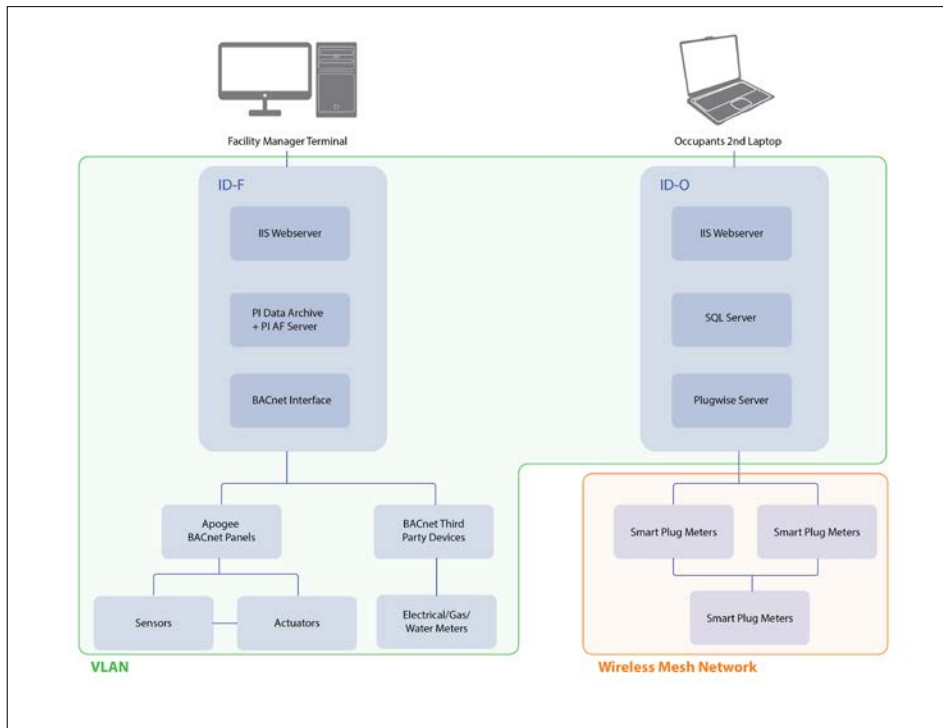 Facility Manager Terminal
Occupants 2nd Laptop
ID-F
IIS Webserver
PI Data Archive
+ PI AF Server
BACnet Interface
ID-O
IIS Webserver
SQL Server
Plugwise Server
Apogee
BACnet Panels
BACnet Third
Party Devices
Sensors
Actuators
Electrical/Gas/
Water Meters
Smart Plug Meters
Smart Plug Meters
Smart Plug Meters
VLAN
Wireless Mesh Network